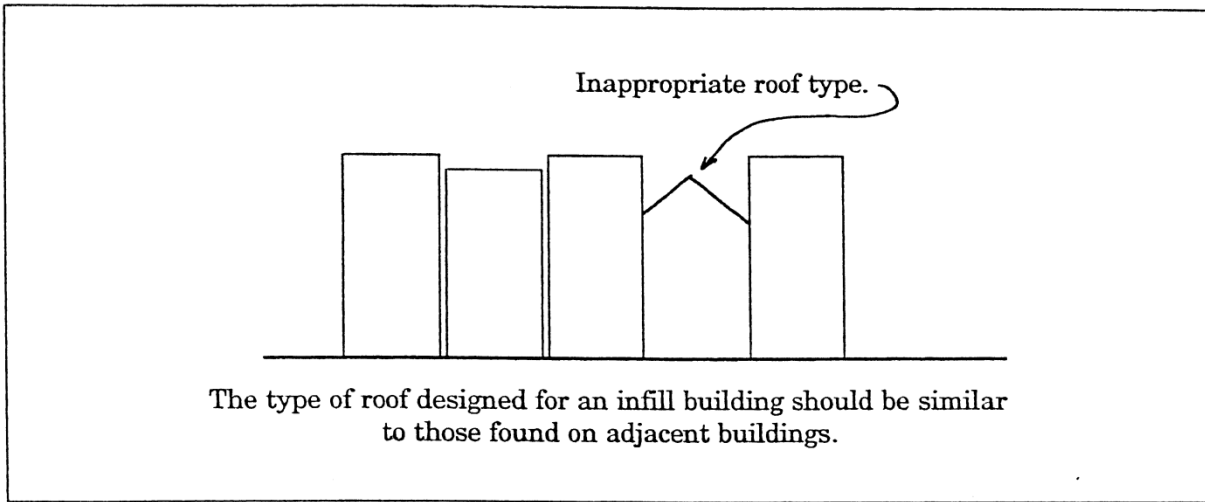 Inappropriate roof type.
The type of roof designed for an infill building should be similar
to those found on adjacent buildings.